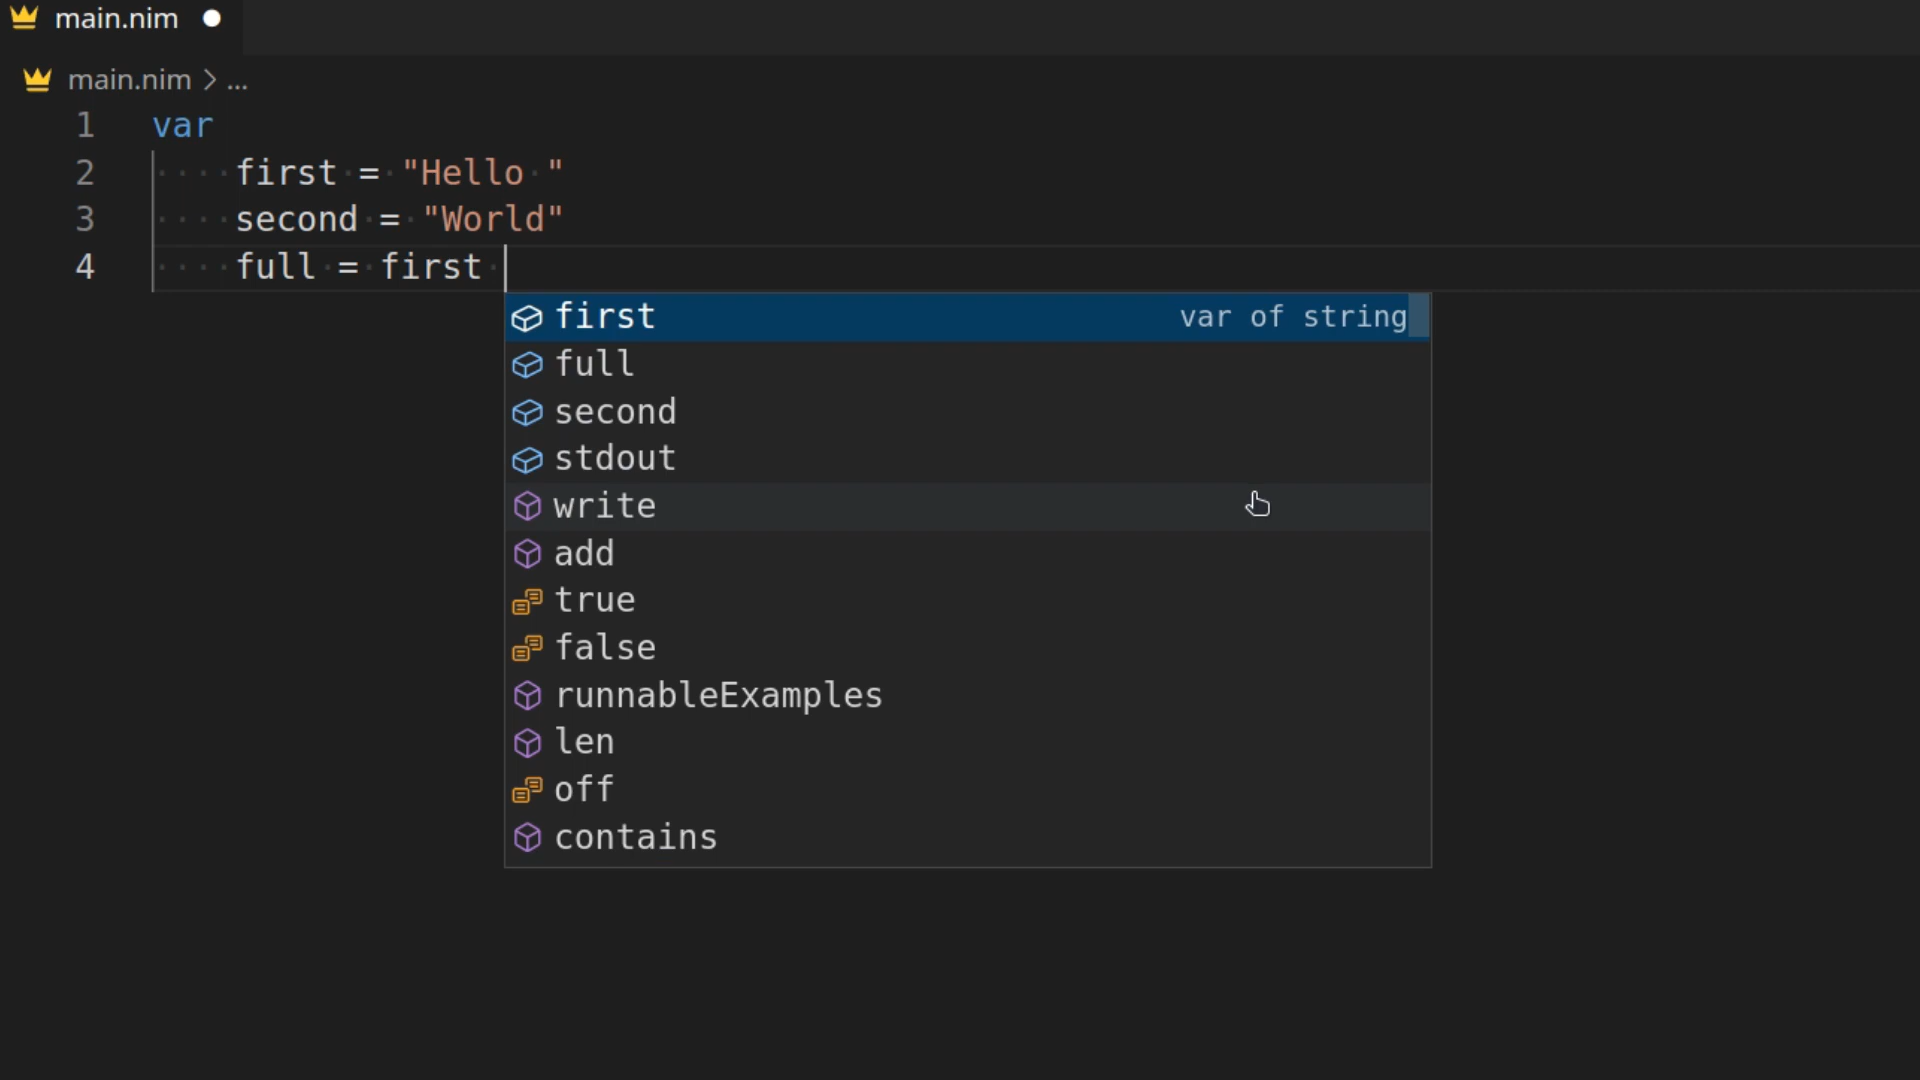 main.nim
main.nim > ...
1 var
2 first = "Hello "
3 second = "World"
4 full = first
first var of string
full
second
stdout
write
add
true
false
runnableExamples
len
off
contains